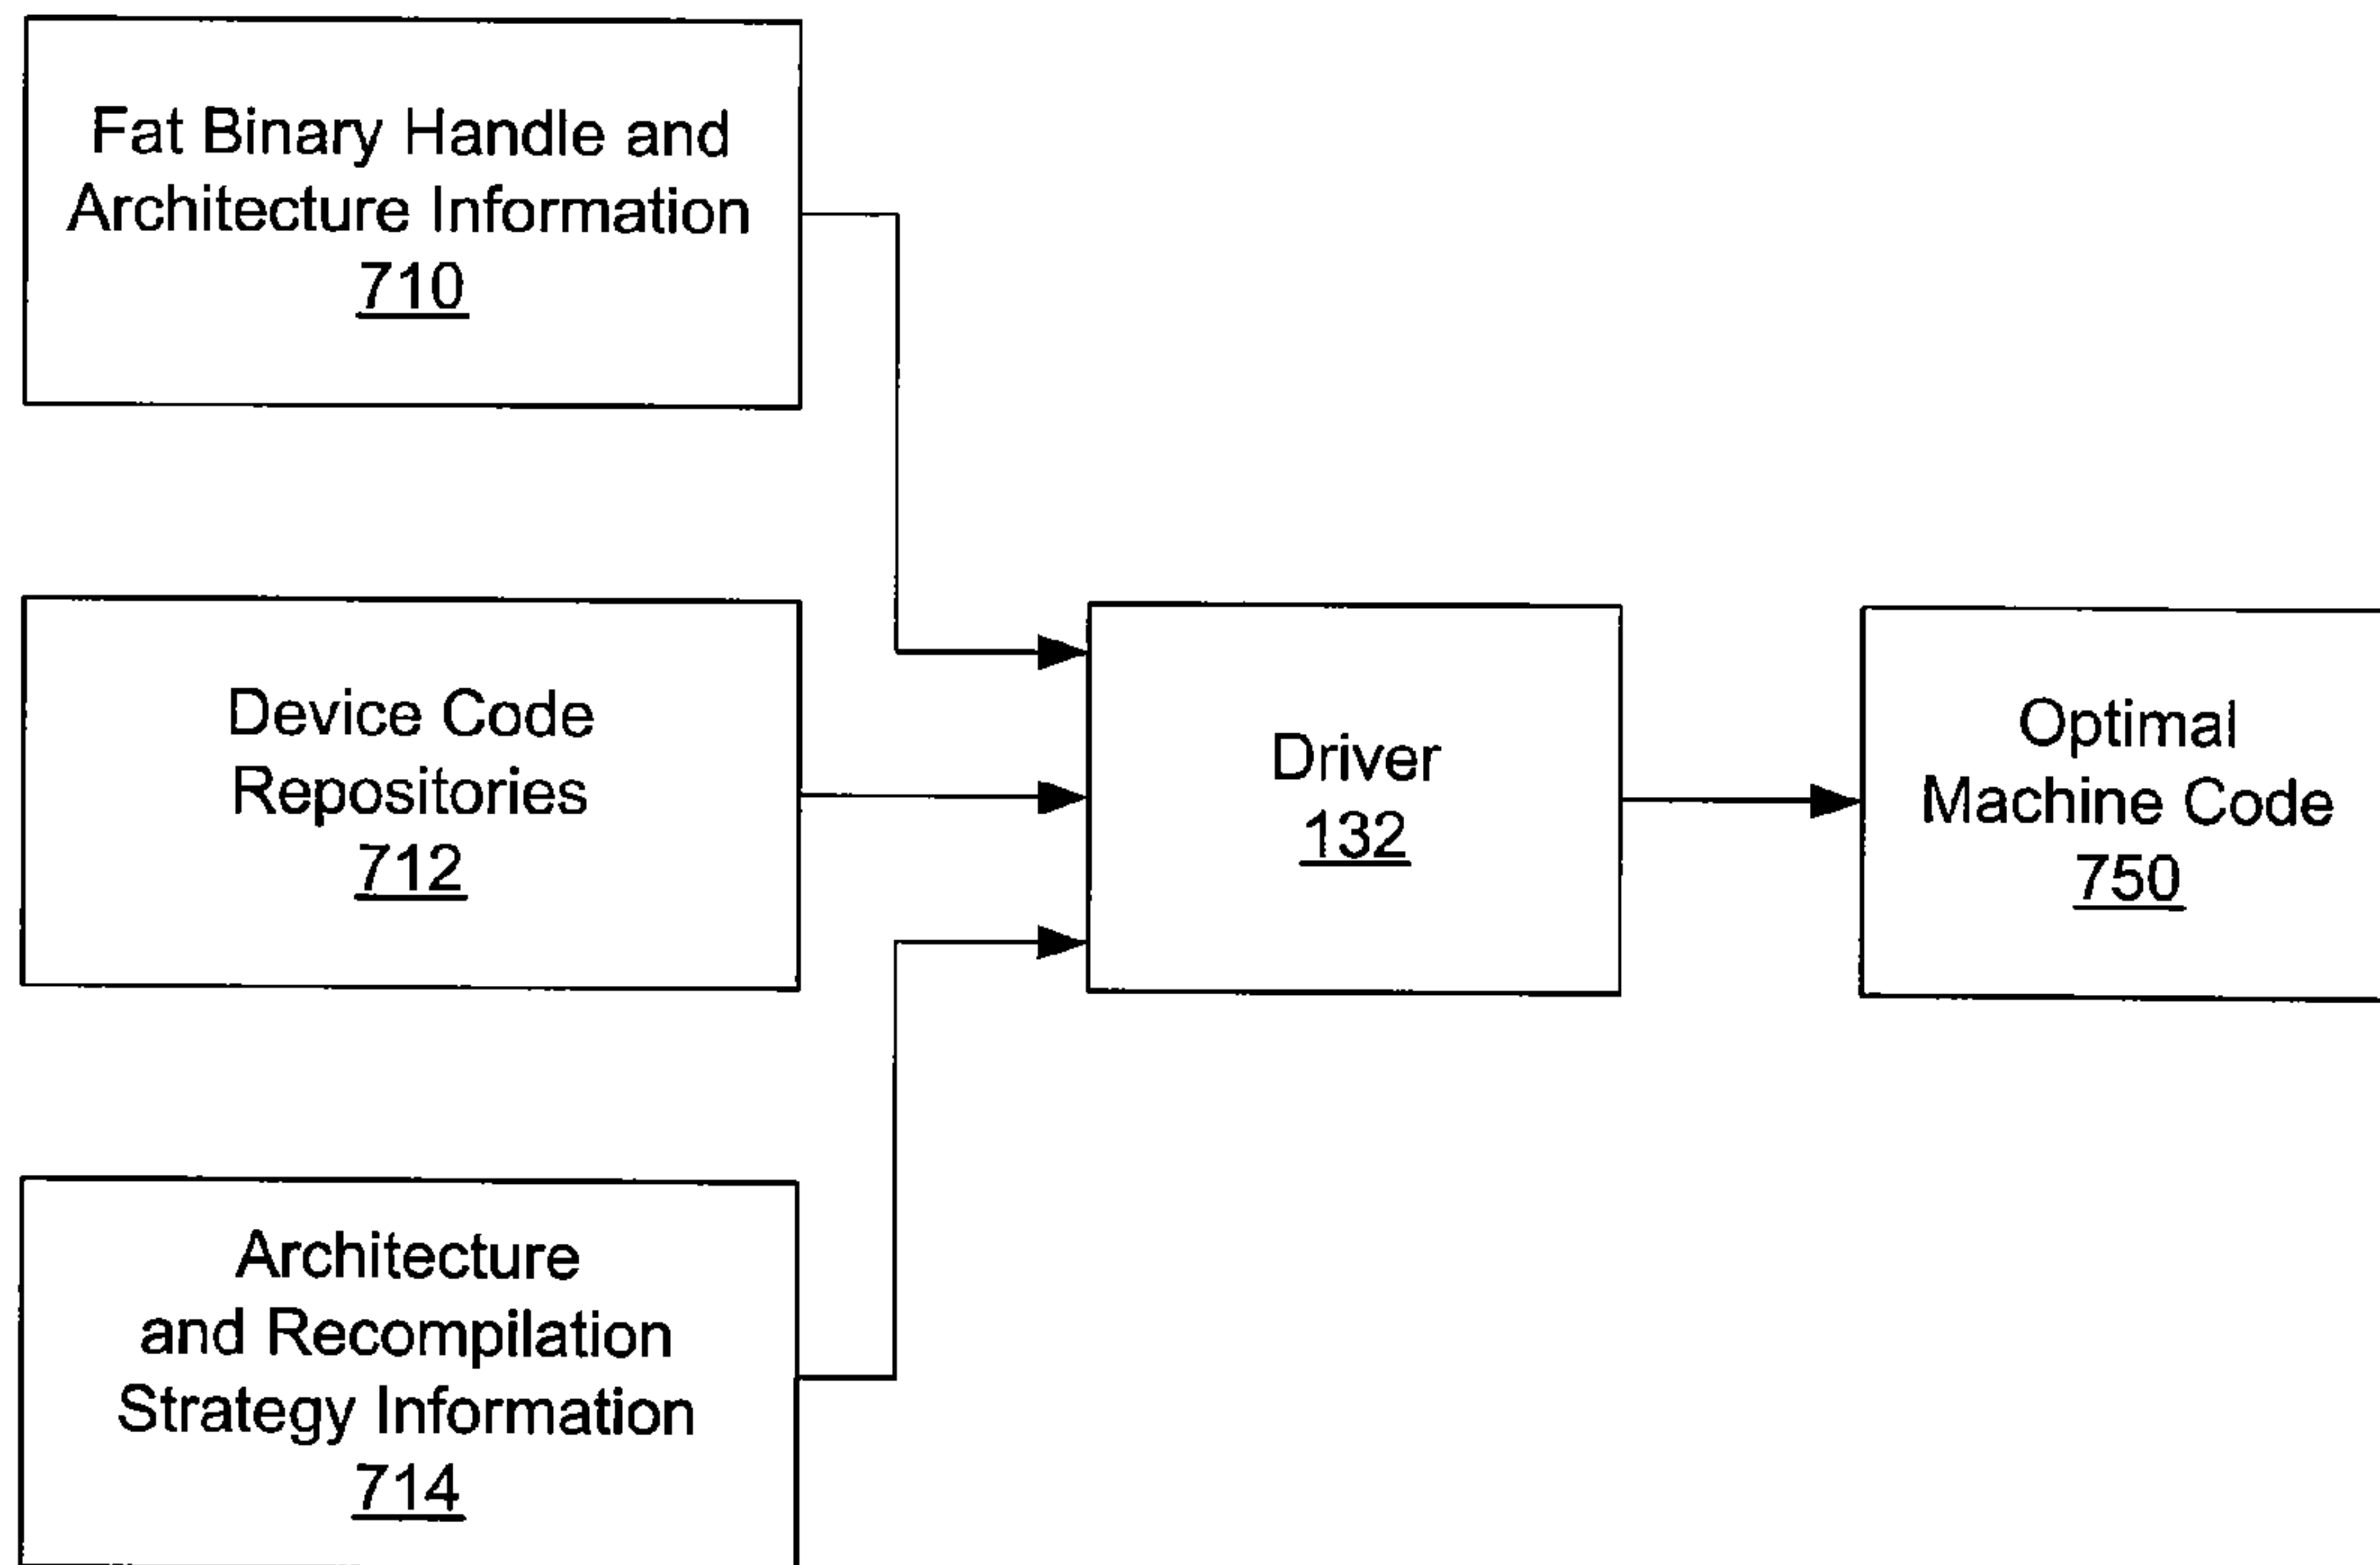 Fat Binary Handle and
Architecture Information
710
Device Code
Repositories
712
Architecture
and Recompilation
Strategy Information
714
Driver
132
Optimal
Machine Code
750